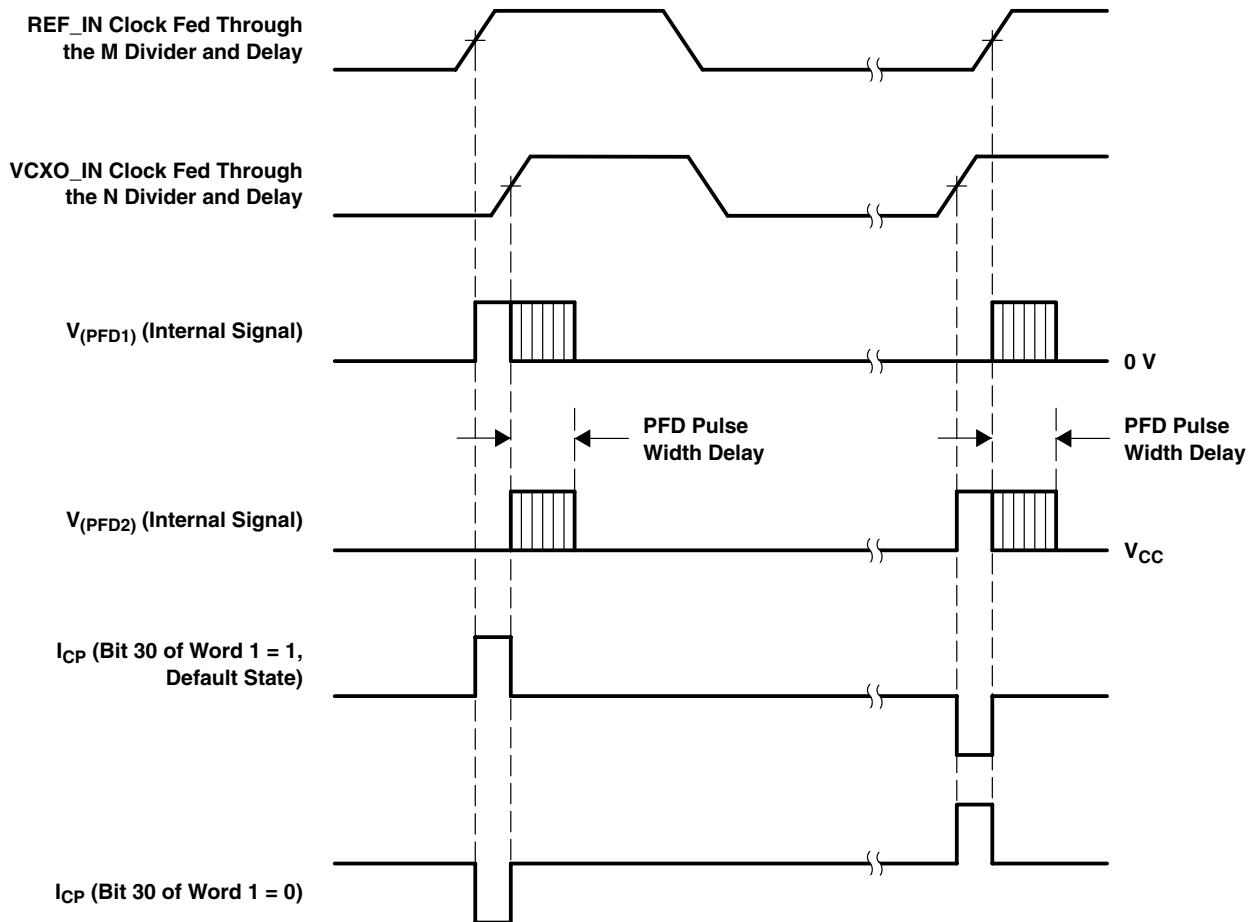 REF_IN Clock Fed Through
the M Divider and Delay
VCXO_IN Clock Fed Through
the N Divider and Delay
V(PFD1) (Internal Signal)
0 V
PFD Pulse
Width Delay
PFD Pulse
Width Delay
V(PFD2) (Internal Signal)
VCC
ICP (Bit 30 of Word 1 = 1,
Default State)
ICP (Bit 30 of Word 1 = 0)